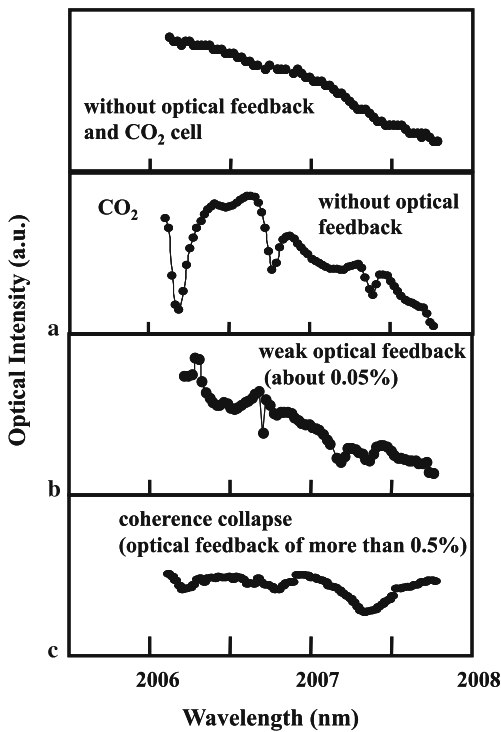 without optical feedback
and CO₂ cell
CO₂
without optical
feedback
a
weak optical feedback
(about 0.05%)
b
coherence collapse
(optical feedback of more than 0.5%)
c
Optical Intensity (a.u.)
2006 2007 2008
Wavelength (nm)